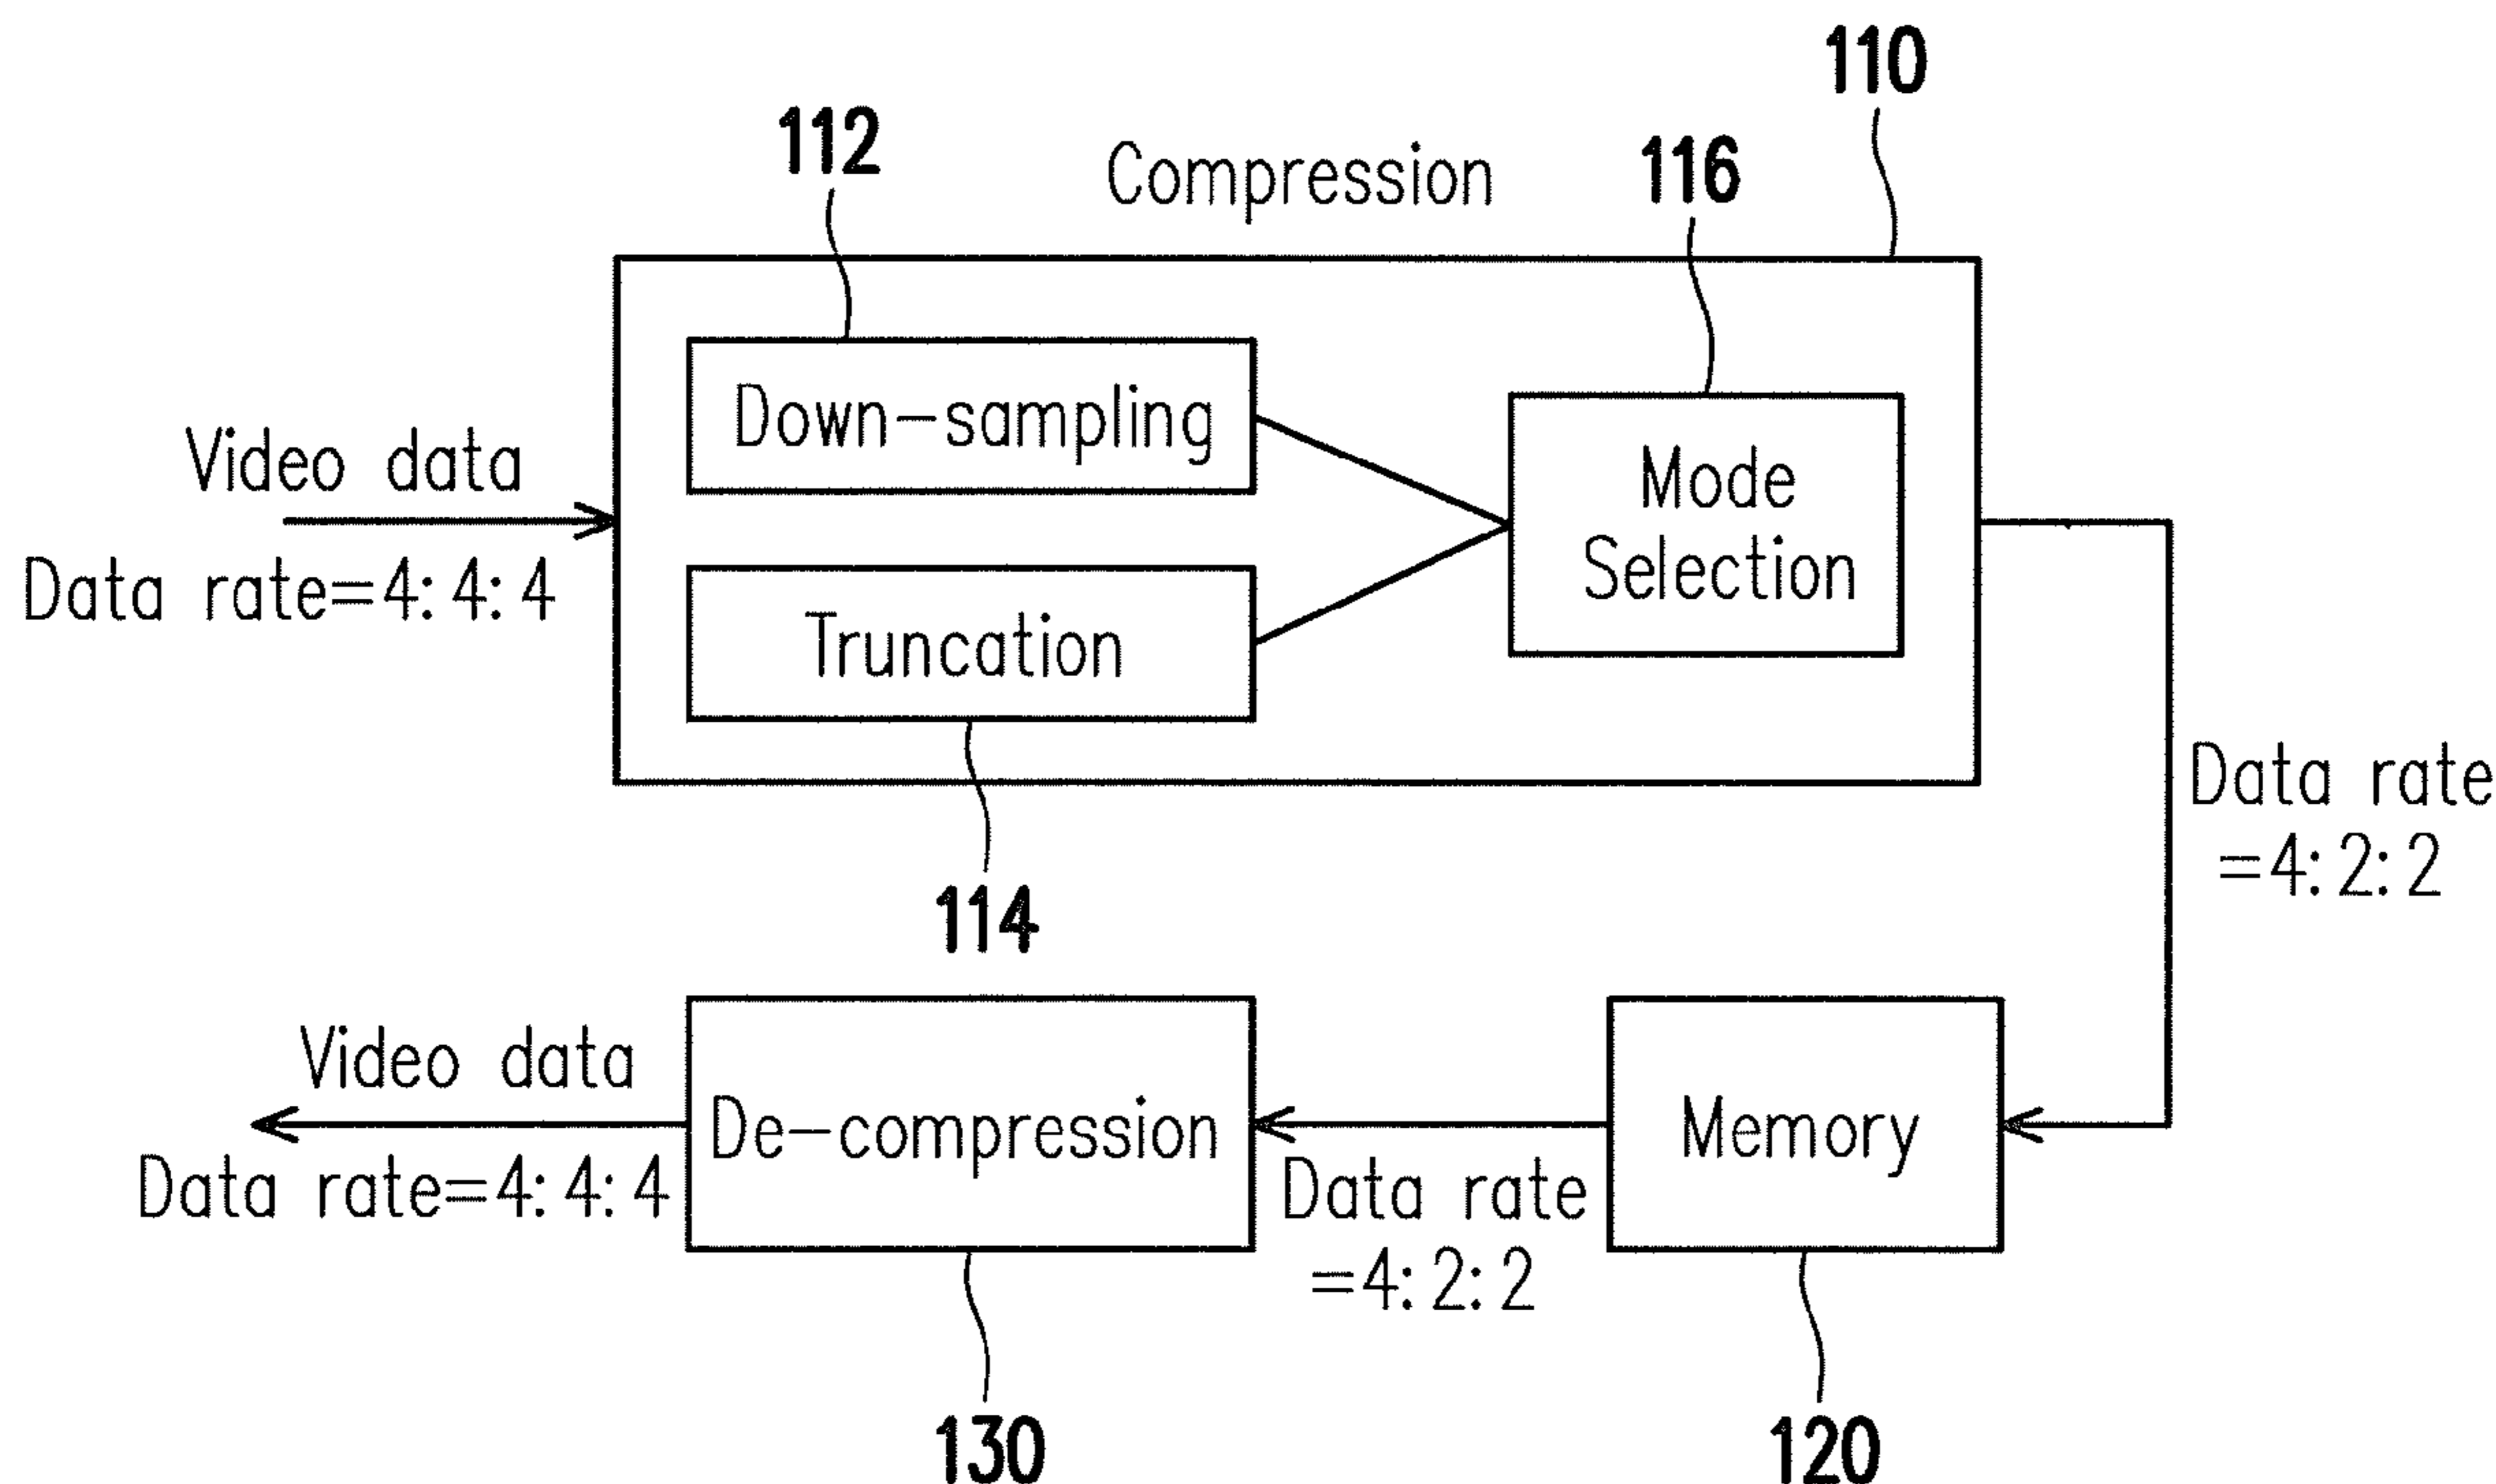 110
112
Compression
116
Down-sampling
Mode
Selection
Video data
Data rate=4:4:4
Truncation
Data rate
=4:2:2
114
Video data
De-compression
Memory
Data rate=4:4:4
Data rate
=4:2:2
130
120